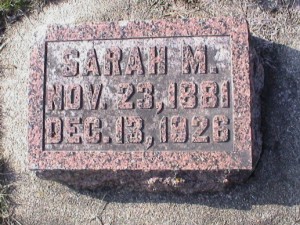 SARAH M.
NOV. 23, 1881
DEC. 13, 1926